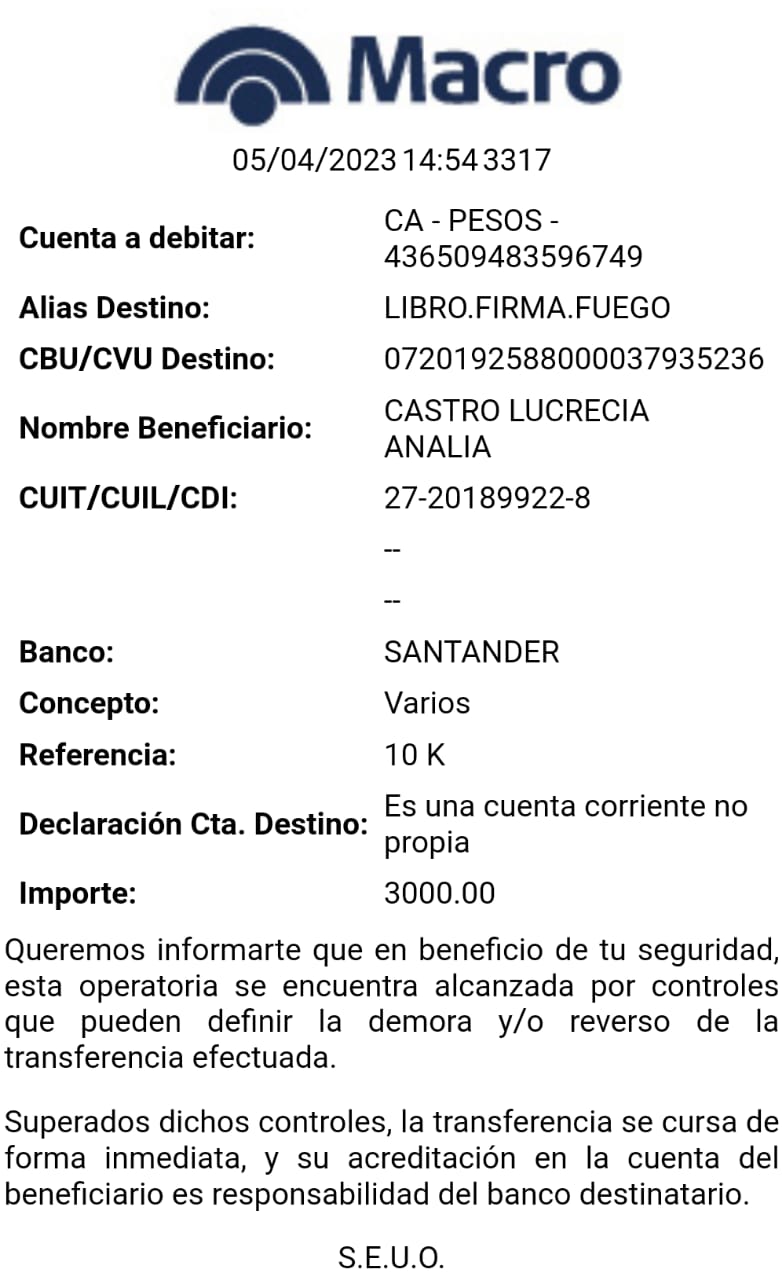 Macro
05/04/2023 14:54 3317
Cuenta a debitar: CA - PESOS -
436509483596749
Alias Destino: LIBRO.FIRMA.FUEGO
CBU/CVU Destino: 0720192588000037935236
Nombre Beneficiario: CASTRO LUCRECIA
ANALIA
CUIT/CUIL/CDI: 27-20189922-8
--
--
Banco: SANTANDER
Concepto: Varios
Referencia: 10 K
Declaración Cta. Destino: Es una cuenta corriente no
propia
Importe: 3000.00
Queremos informarte que en beneficio de tu seguridad,
esta operatoria se encuentra alcanzada por controles
que pueden definir la demora y/o reverso de la
transferencia efectuada.
Superados dichos controles, la transferencia se cursa de
forma inmediata, y su acreditación en la cuenta del
beneficiario es responsabilidad del banco destinatario.
S.E.U.O.